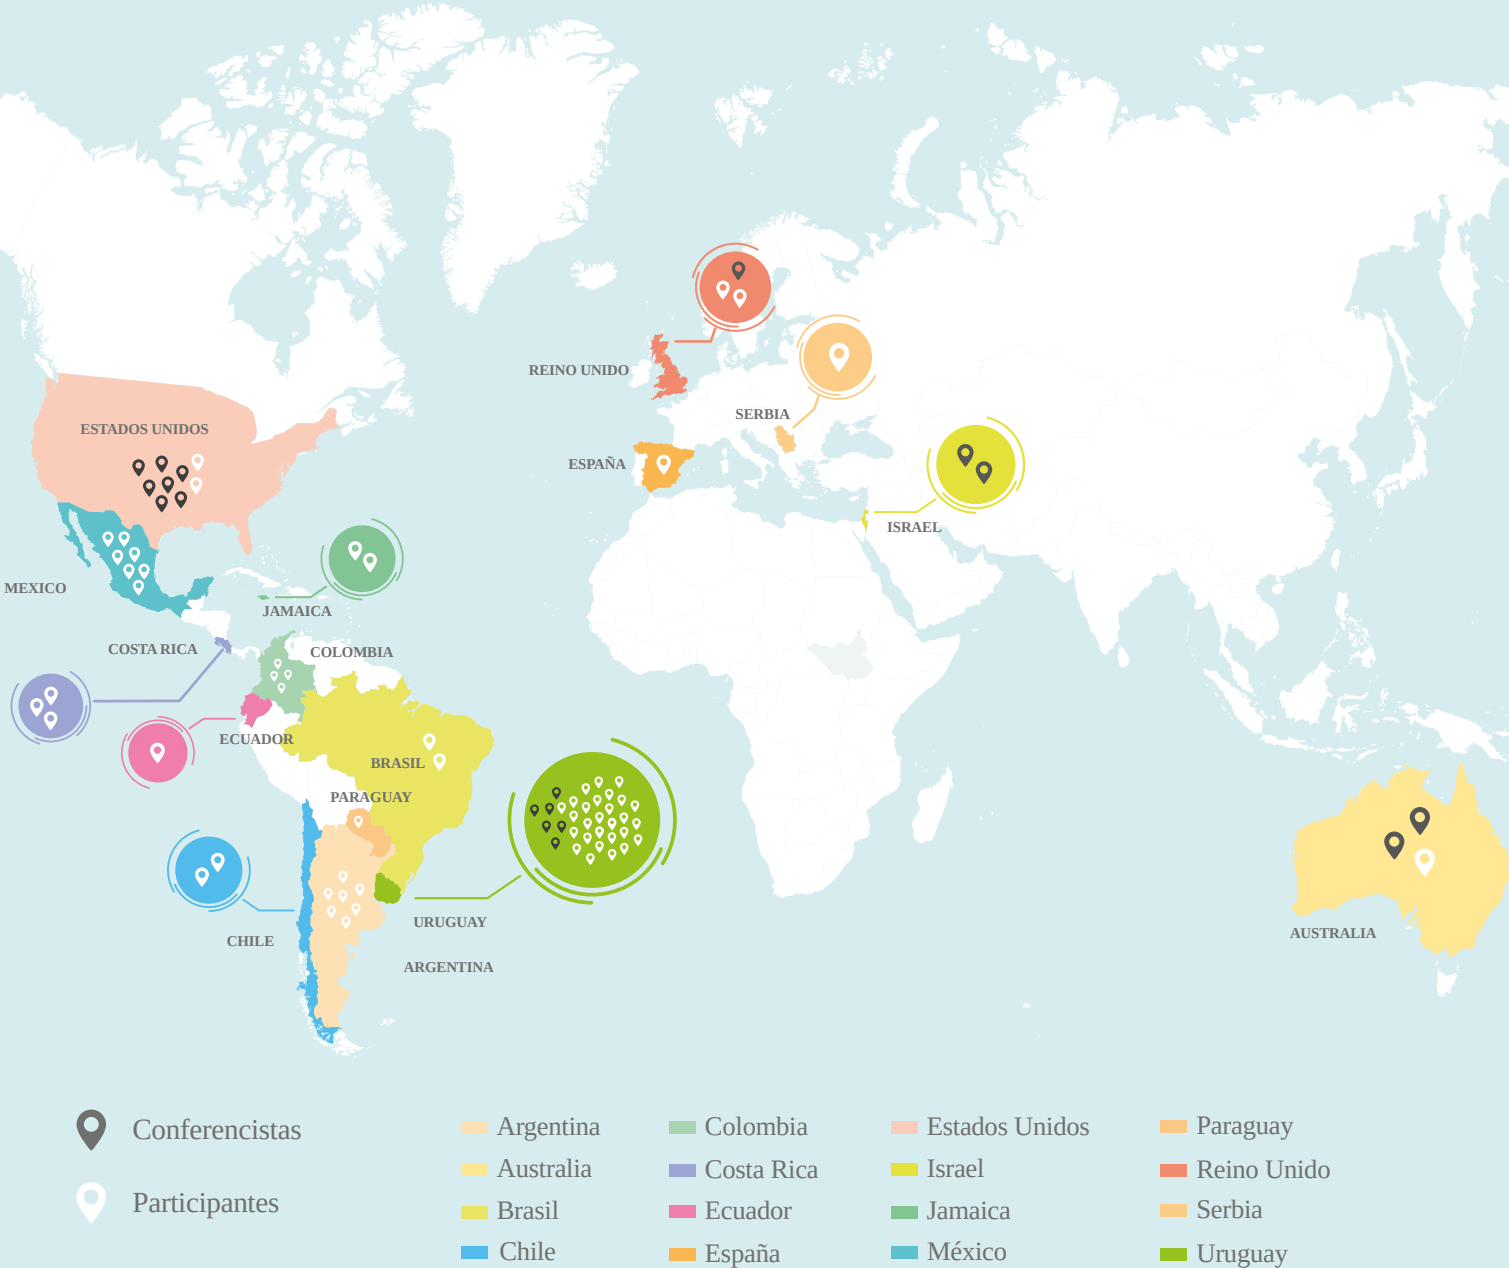 REINO UNIDO
SERBIA
ESTADOS UNIDOS
ESPAÑA
ISRAEL
MEXICO
JAMAICA
COSTA RICA
COLOMBIA
ECUADOR
BRASIL
PARAGUAY
URUGUAY
CHILE
AUSTRALIA
ARGENTINA
Conferencistas
Participantes
Argentina
Australia
Brasil
Chile
Colombia
Costa Rica
Ecuador
España
Estados Unidos
Israel
Jamaica
México
Paraguay
Reino Unido
Serbia
Uruguay